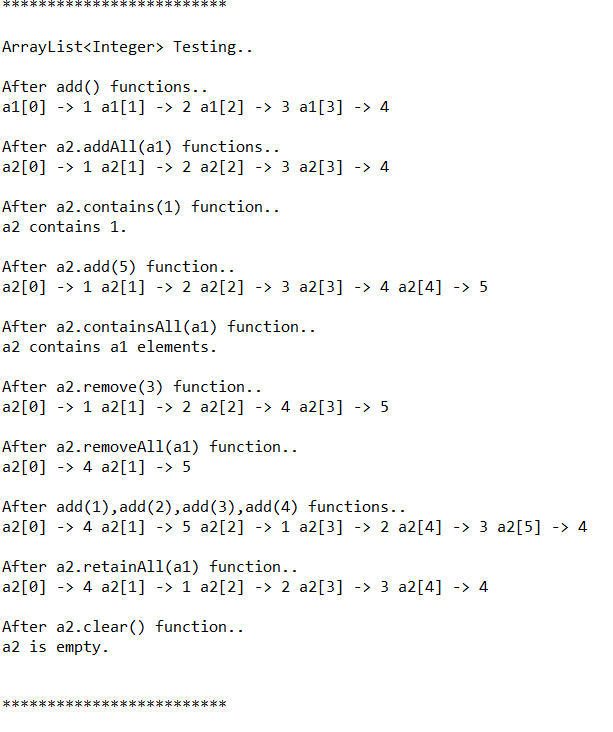 *************************
ArrayList<Integer> Testing..
After add() functions..
a1[0] -> 1 a1[1] -> 2 a1[2] -> 3 a1[3] -> 4
After a2.addAll(a1) functions..
a2[0] -> 1 a2[1] -> 2 a2[2] -> 3 a2[3] -> 4
After a2.contains(1) function..
a2 contains 1.
After a2.add(5) function..
a2[0] -> 1 a2[1] -> 2 a2[2] -> 3 a2[3] -> 4 a2[4] -> 5
After a2.containsAll(a1) function..
a2 contains a1 elements.
After a2.remove(3) function..
a2[0] -> 1 a2[1] -> 2 a2[2] -> 4 a2[3] -> 5
After a2.removeAll(a1) function..
a2[0] -> 4 a2[1] -> 5
After add(1),add(2),add(3),add(4) functions..
a2[0] -> 4 a2[1] -> 5 a2[2] -> 1 a2[3] -> 2 a2[4] -> 3 a2[5] -> 4
After a2.retainAll(a1) function..
a2[0] -> 4 a2[1] -> 1 a2[2] -> 2 a2[3] -> 3 a2[4] -> 4
After a2.clear() function..
a2 is empty.
*************************